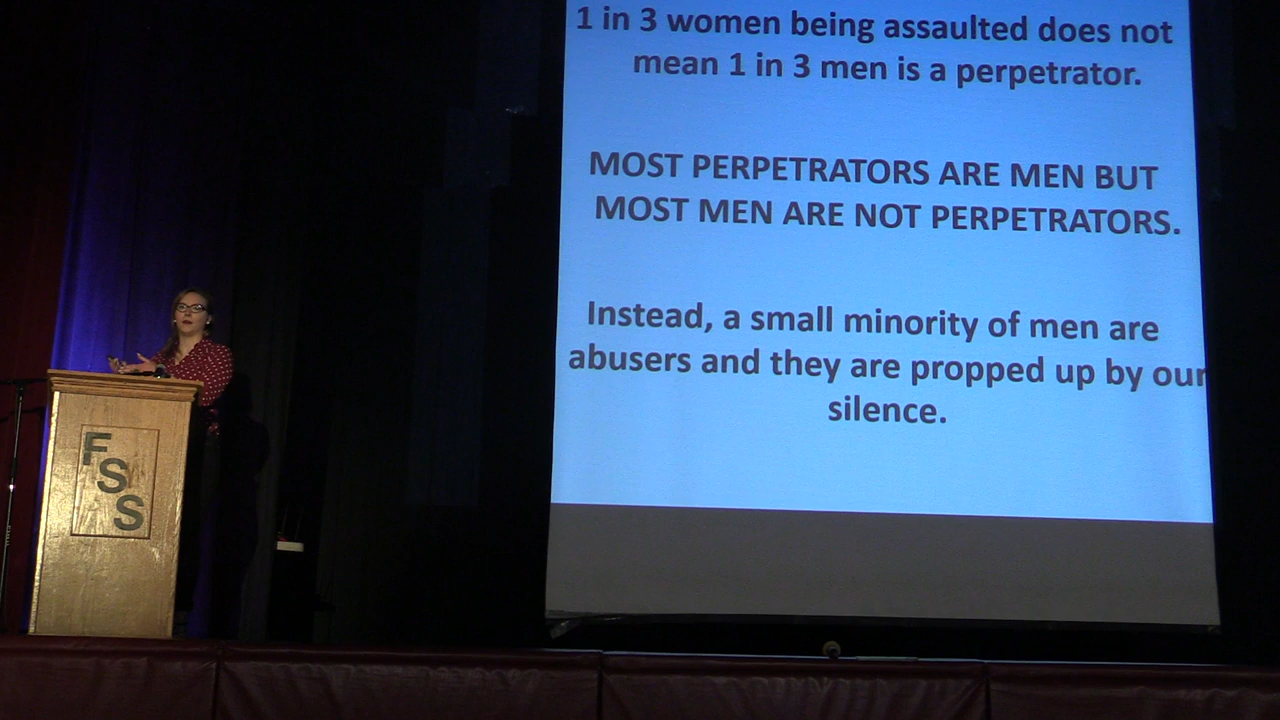 1 in 3 women being assaulted does not
mean 1 in 3 men is a perpetrator.
MOST PERPETRATORS ARE MEN BUT
MOST MEN ARE NOT PERPETRATORS.
Instead, a small minority of men are
abusers and they are propped up by our
silence.
F
S
S